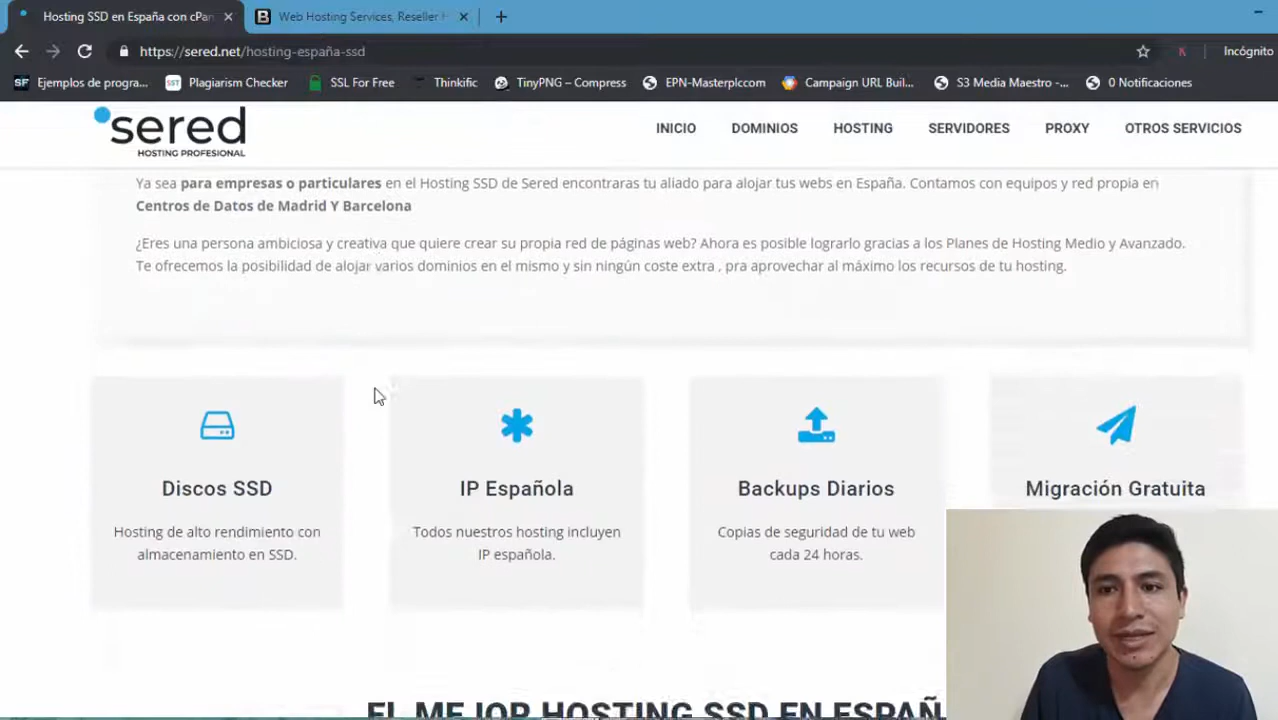 Hosting SSD en España con cPan
Web Hosting Services, Reseller H
https://sered.net/hosting-españa-ssd
K
Incógnito
SF Ejemplos de progra...
SST Plagiarism Checker
SSL For Free
Thinkific
TinyPNG – Compress
EPN-Masterplccom
Campaign URL Buil...
S3 Media Maestro -...
0 Notificaciones
sered
HOSTING PROFESIONAL
INICIO
DOMINIOS
HOSTING
SERVIDORES
PROXY
OTROS SERVICIOS
Ya sea para empresas o particulares en el Hosting SSD de Sered encontraras tu aliado para alojar tus webs en España. Contamos con equipos y red propia en
Centros de Datos de Madrid Y Barcelona
¿Eres una persona ambiciosa y creativa que quiere crear su propia red de páginas web? Ahora es posible lograrlo gracias a los Planes de Hosting Medio y Avanzado.
Te ofrecemos la posibilidad de alojar varios dominios en el mismo y sin ningún coste extra , pra aprovechar al máximo los recursos de tu hosting.
Discos SSD
Hosting de alto rendimiento con
almacenamiento en SSD.
IP Española
Todos nuestros hosting incluyen
IP española.
Backups Diarios
Copias de seguridad de tu web
cada 24 horas.
Migración Gratuita
EL MEJOR HOSTING SSD EN ESPAÑ